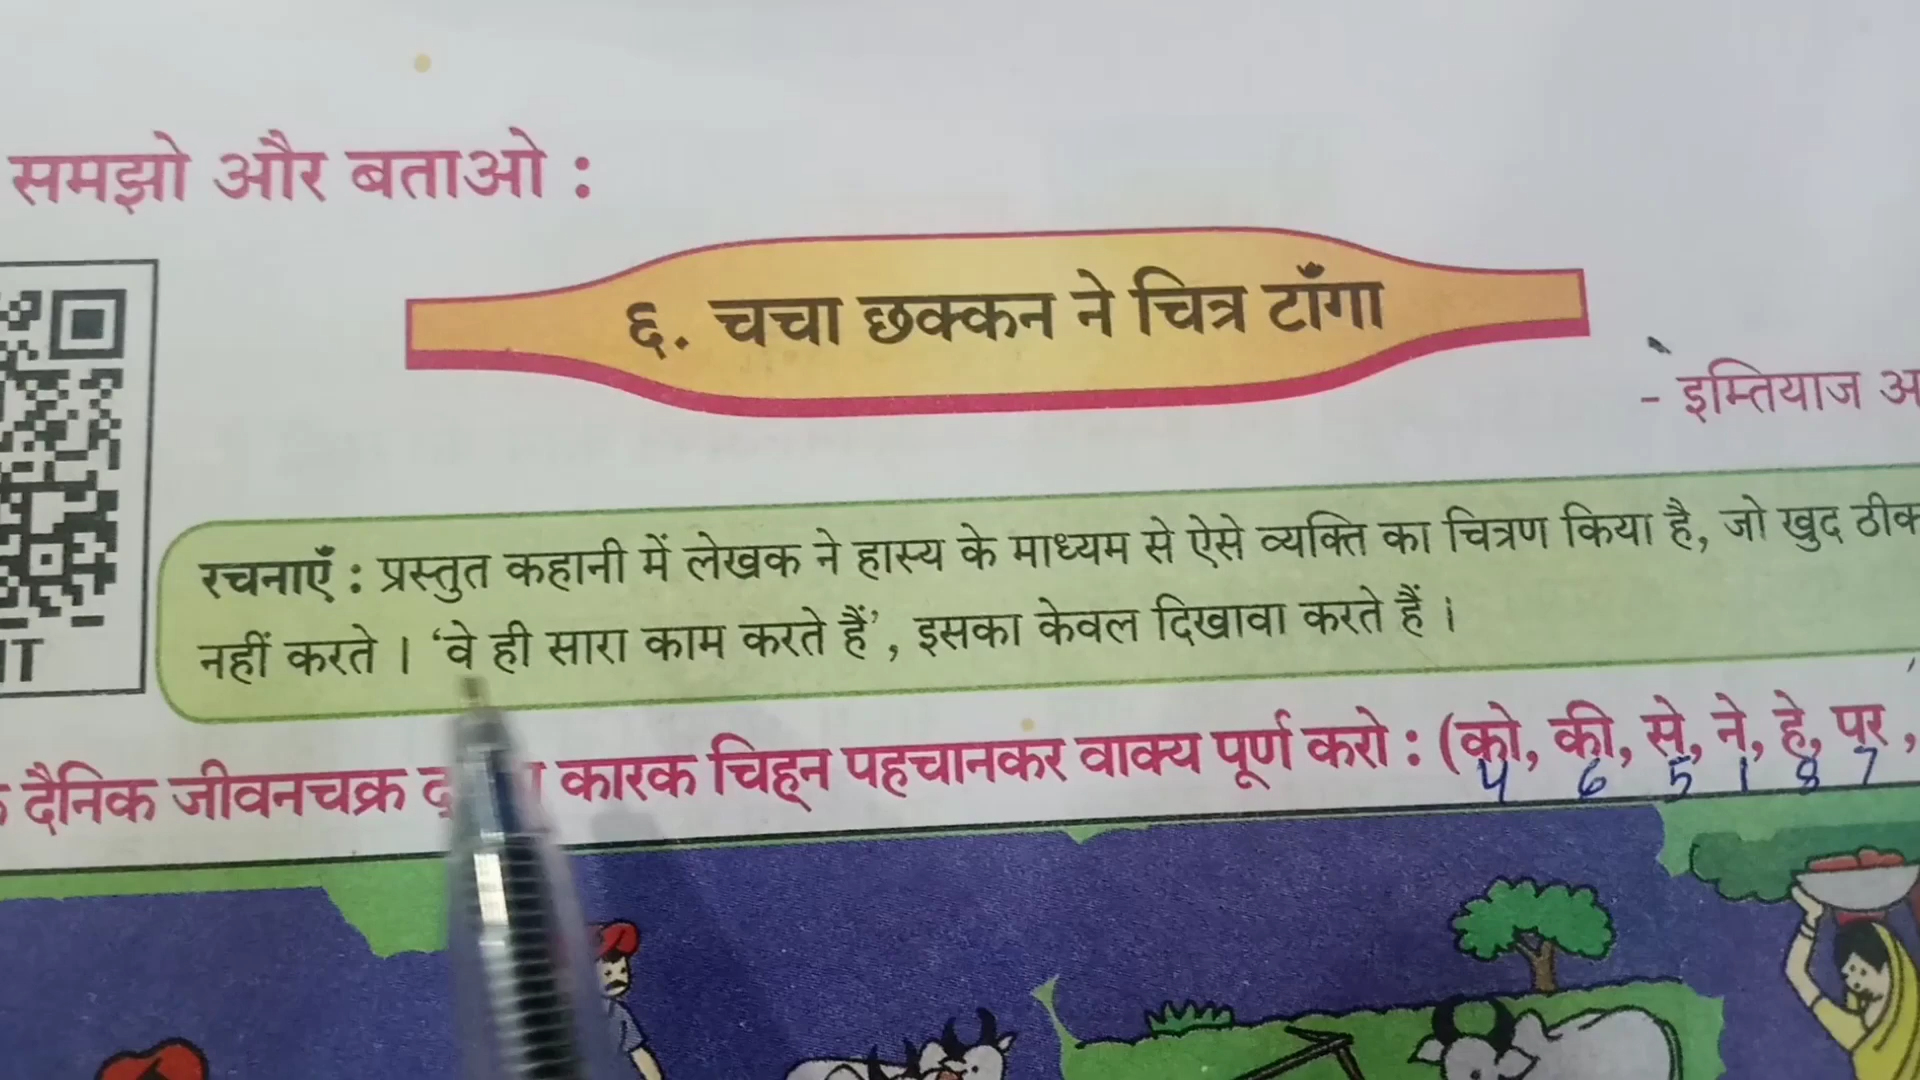 समझो और बताओ :
६. चचा छक्कन ने चित्र टाँगा
- इम्तियाज
रचनाएँ : प्रस्तुत कहानी में लेखक ने हास्य के माध्यम से ऐसे व्यक्ति का चित्रण किया है, जो खुद ठीक
नहीं करते । ‘वे ही सारा काम करते हैं’, इसका केवल दिखावा करते हैं ।
दैनिक जीवनचक्र कारक चिह्न पहचानकर वाक्य पूर्ण करो : (को, की, से, ने, हे, पर ,
4 6 5 1 8 7